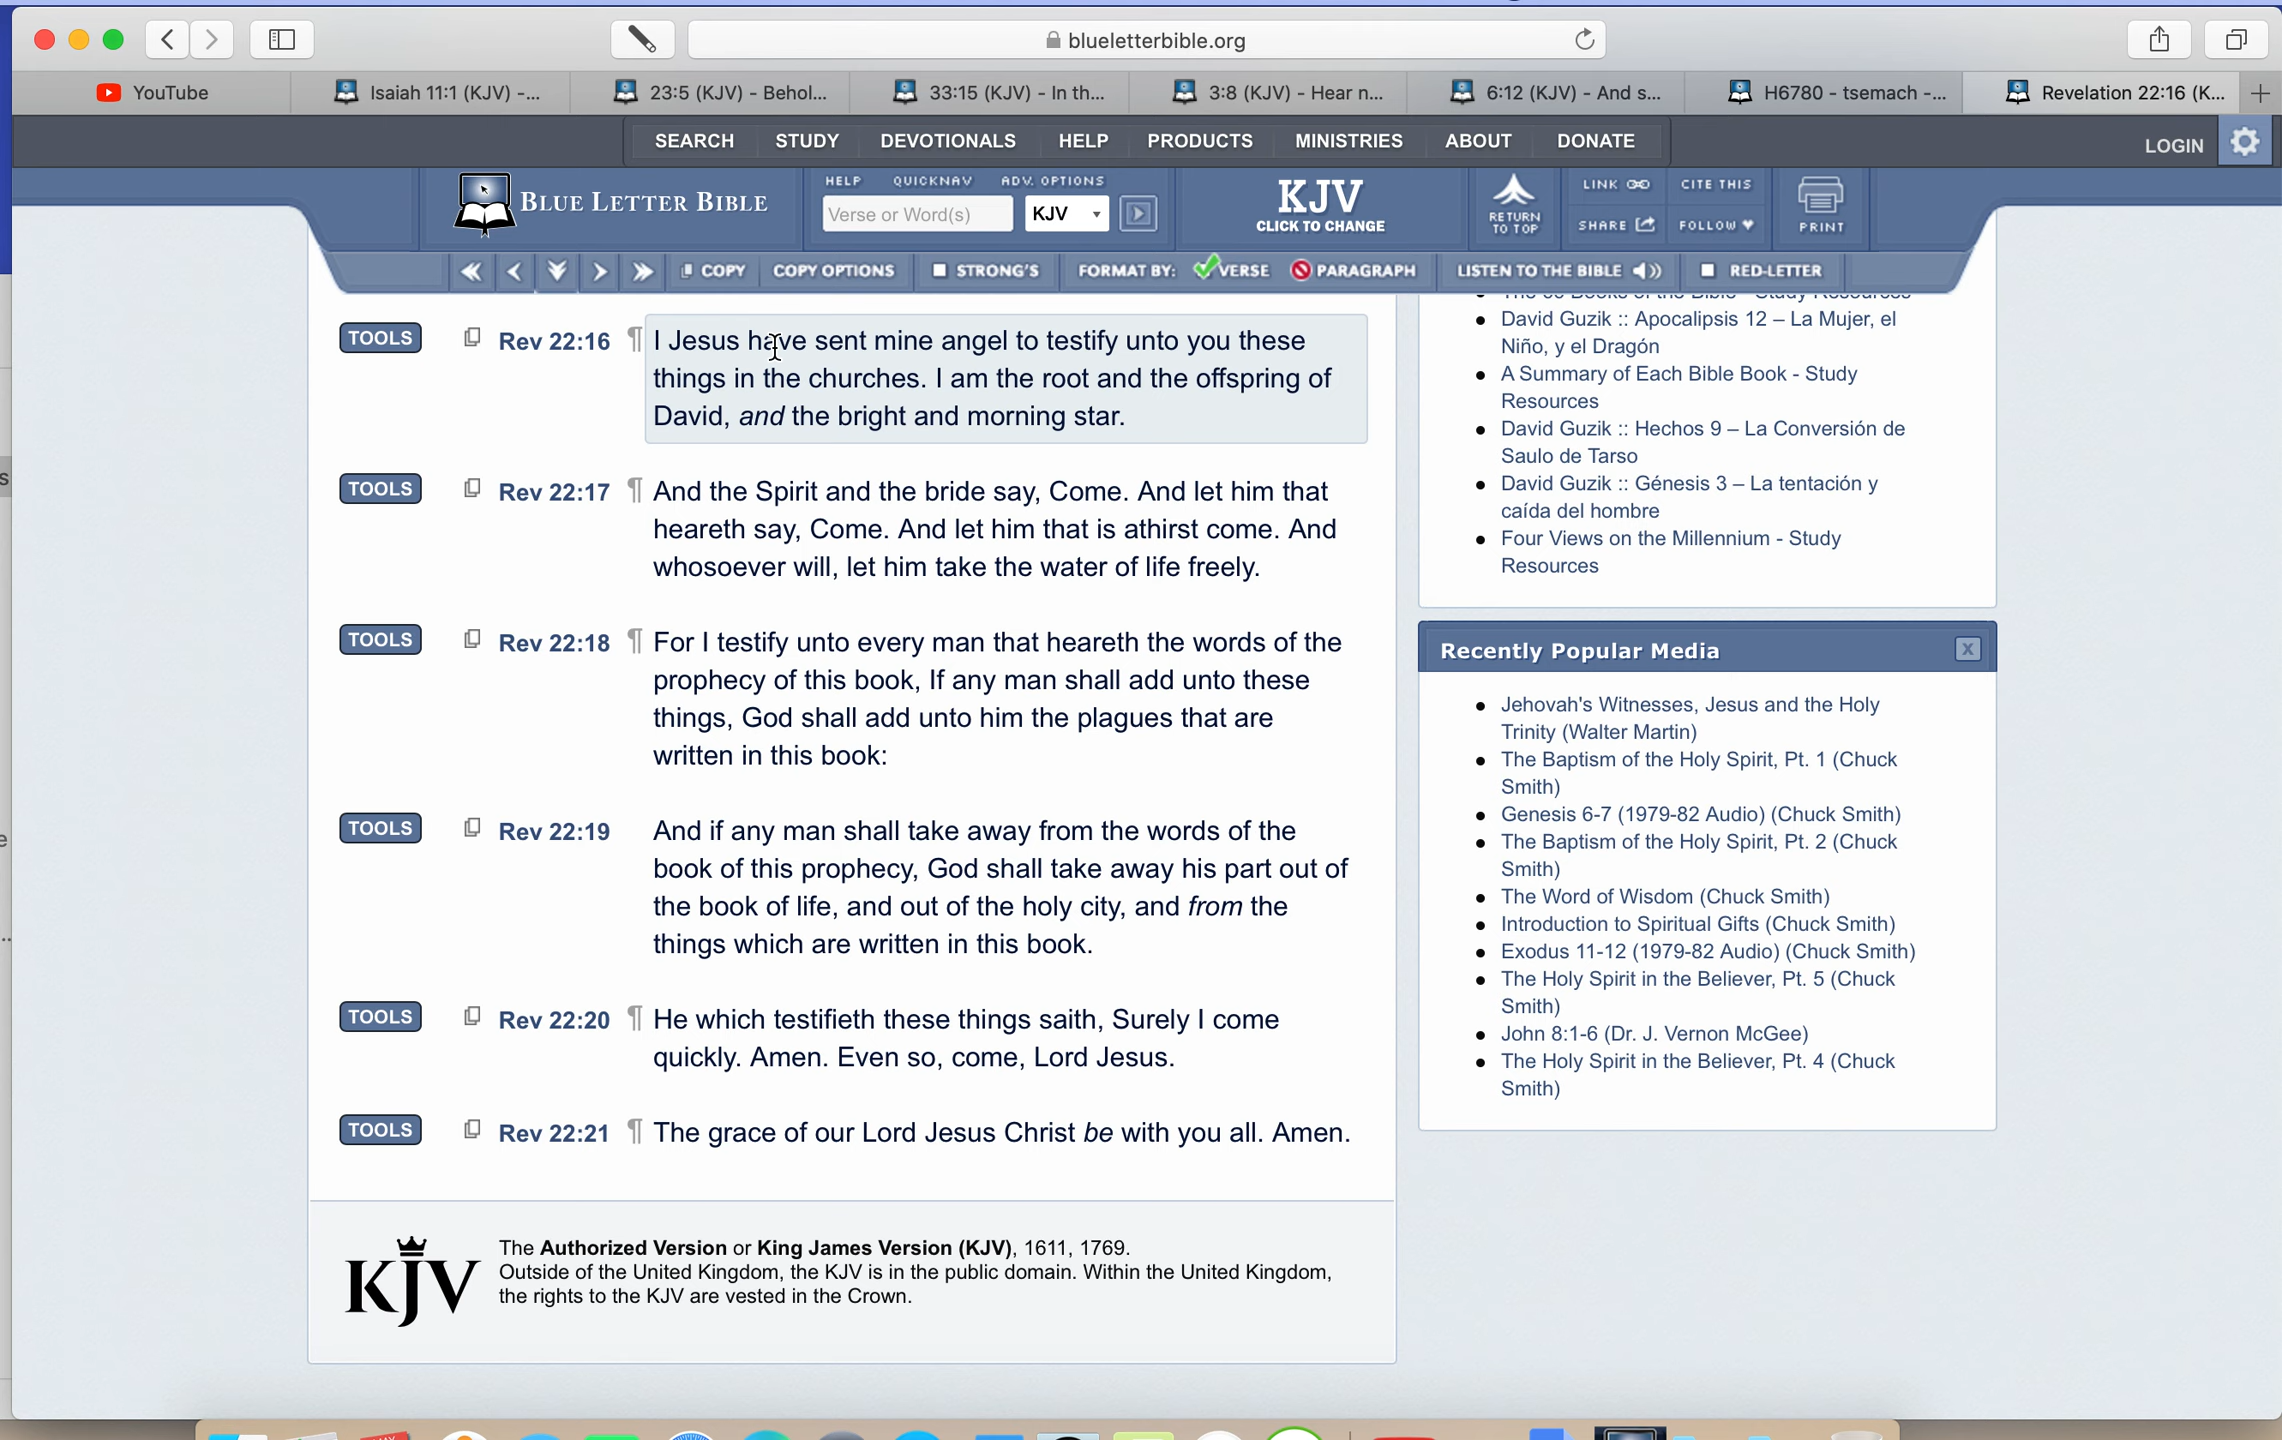 blueletterbible.org
YouTube
Isaiah 11:1 (KJV) -...
23:5 (KJV) - Behol...
33:15 (KJV) - In th...
3:8 (KJV) - Hear n...
6:12 (KJV) - And s...
H6780 - tsemach -...
Revelation 22:16 (K...
SEARCH STUDY DEVOTIONALS HELP PRODUCTS MINISTRIES ABOUT DONATE
LOGIN
BLUE LETTER BIBLE
HELP QUICKNAV ADV. OPTIONS
Verse or Word(s)
KJV
KJV
CLICK TO CHANGE
RETURN
TO TOP
LINK CITE THIS
SHARE FOLLOW
PRINT
COPY COPY OPTIONS STRONG'S FORMAT BY: VERSE PARAGRAPH LISTEN TO THE BIBLE RED-LETTER
TOOLS Rev 22:16 ¶ I Jesus have sent mine angel to testify unto you these
things in the churches. I am the root and the offspring of
David, and the bright and morning star.
TOOLS Rev 22:17 ¶ And the Spirit and the bride say, Come. And let him that
heareth say, Come. And let him that is athirst come. And
whosoever will, let him take the water of life freely.
TOOLS Rev 22:18 ¶ For I testify unto every man that heareth the words of the
prophecy of this book, If any man shall add unto these
things, God shall add unto him the plagues that are
written in this book:
TOOLS Rev 22:19 And if any man shall take away from the words of the
book of this prophecy, God shall take away his part out of
the book of life, and out of the holy city, and from the
things which are written in this book.
TOOLS Rev 22:20 ¶ He which testifieth these things saith, Surely I come
quickly. Amen. Even so, come, Lord Jesus.
TOOLS Rev 22:21 ¶ The grace of our Lord Jesus Christ be with you all. Amen.
KJV
The Authorized Version or King James Version (KJV), 1611, 1769.
Outside of the United Kingdom, the KJV is in the public domain. Within the United Kingdom,
the rights to the KJV are vested in the Crown.
David Guzik :: Apocalipsis 12 – La Mujer, el
Niño, y el Dragón
A Summary of Each Bible Book - Study
Resources
David Guzik :: Hechos 9 – La Conversión de
Saulo de Tarso
David Guzik :: Génesis 3 – La tentación y
caída del hombre
Four Views on the Millennium - Study
Resources
Recently Popular Media
X
Jehovah's Witnesses, Jesus and the Holy
Trinity (Walter Martin)
The Baptism of the Holy Spirit, Pt. 1 (Chuck
Smith)
Genesis 6-7 (1979-82 Audio) (Chuck Smith)
The Baptism of the Holy Spirit, Pt. 2 (Chuck
Smith)
The Word of Wisdom (Chuck Smith)
Introduction to Spiritual Gifts (Chuck Smith)
Exodus 11-12 (1979-82 Audio) (Chuck Smith)
The Holy Spirit in the Believer, Pt. 5 (Chuck
Smith)
John 8:1-6 (Dr. J. Vernon McGee)
The Holy Spirit in the Believer, Pt. 4 (Chuck
Smith)